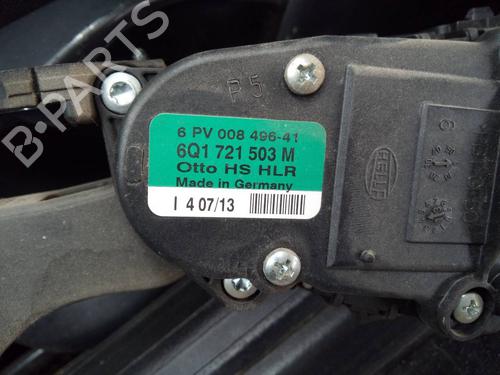 B-PARTS
P5
6 PV 008 496-41
6Q1 721 503 M
Otto HS HLR
Made in Germany
I 4 07/13
HELLA